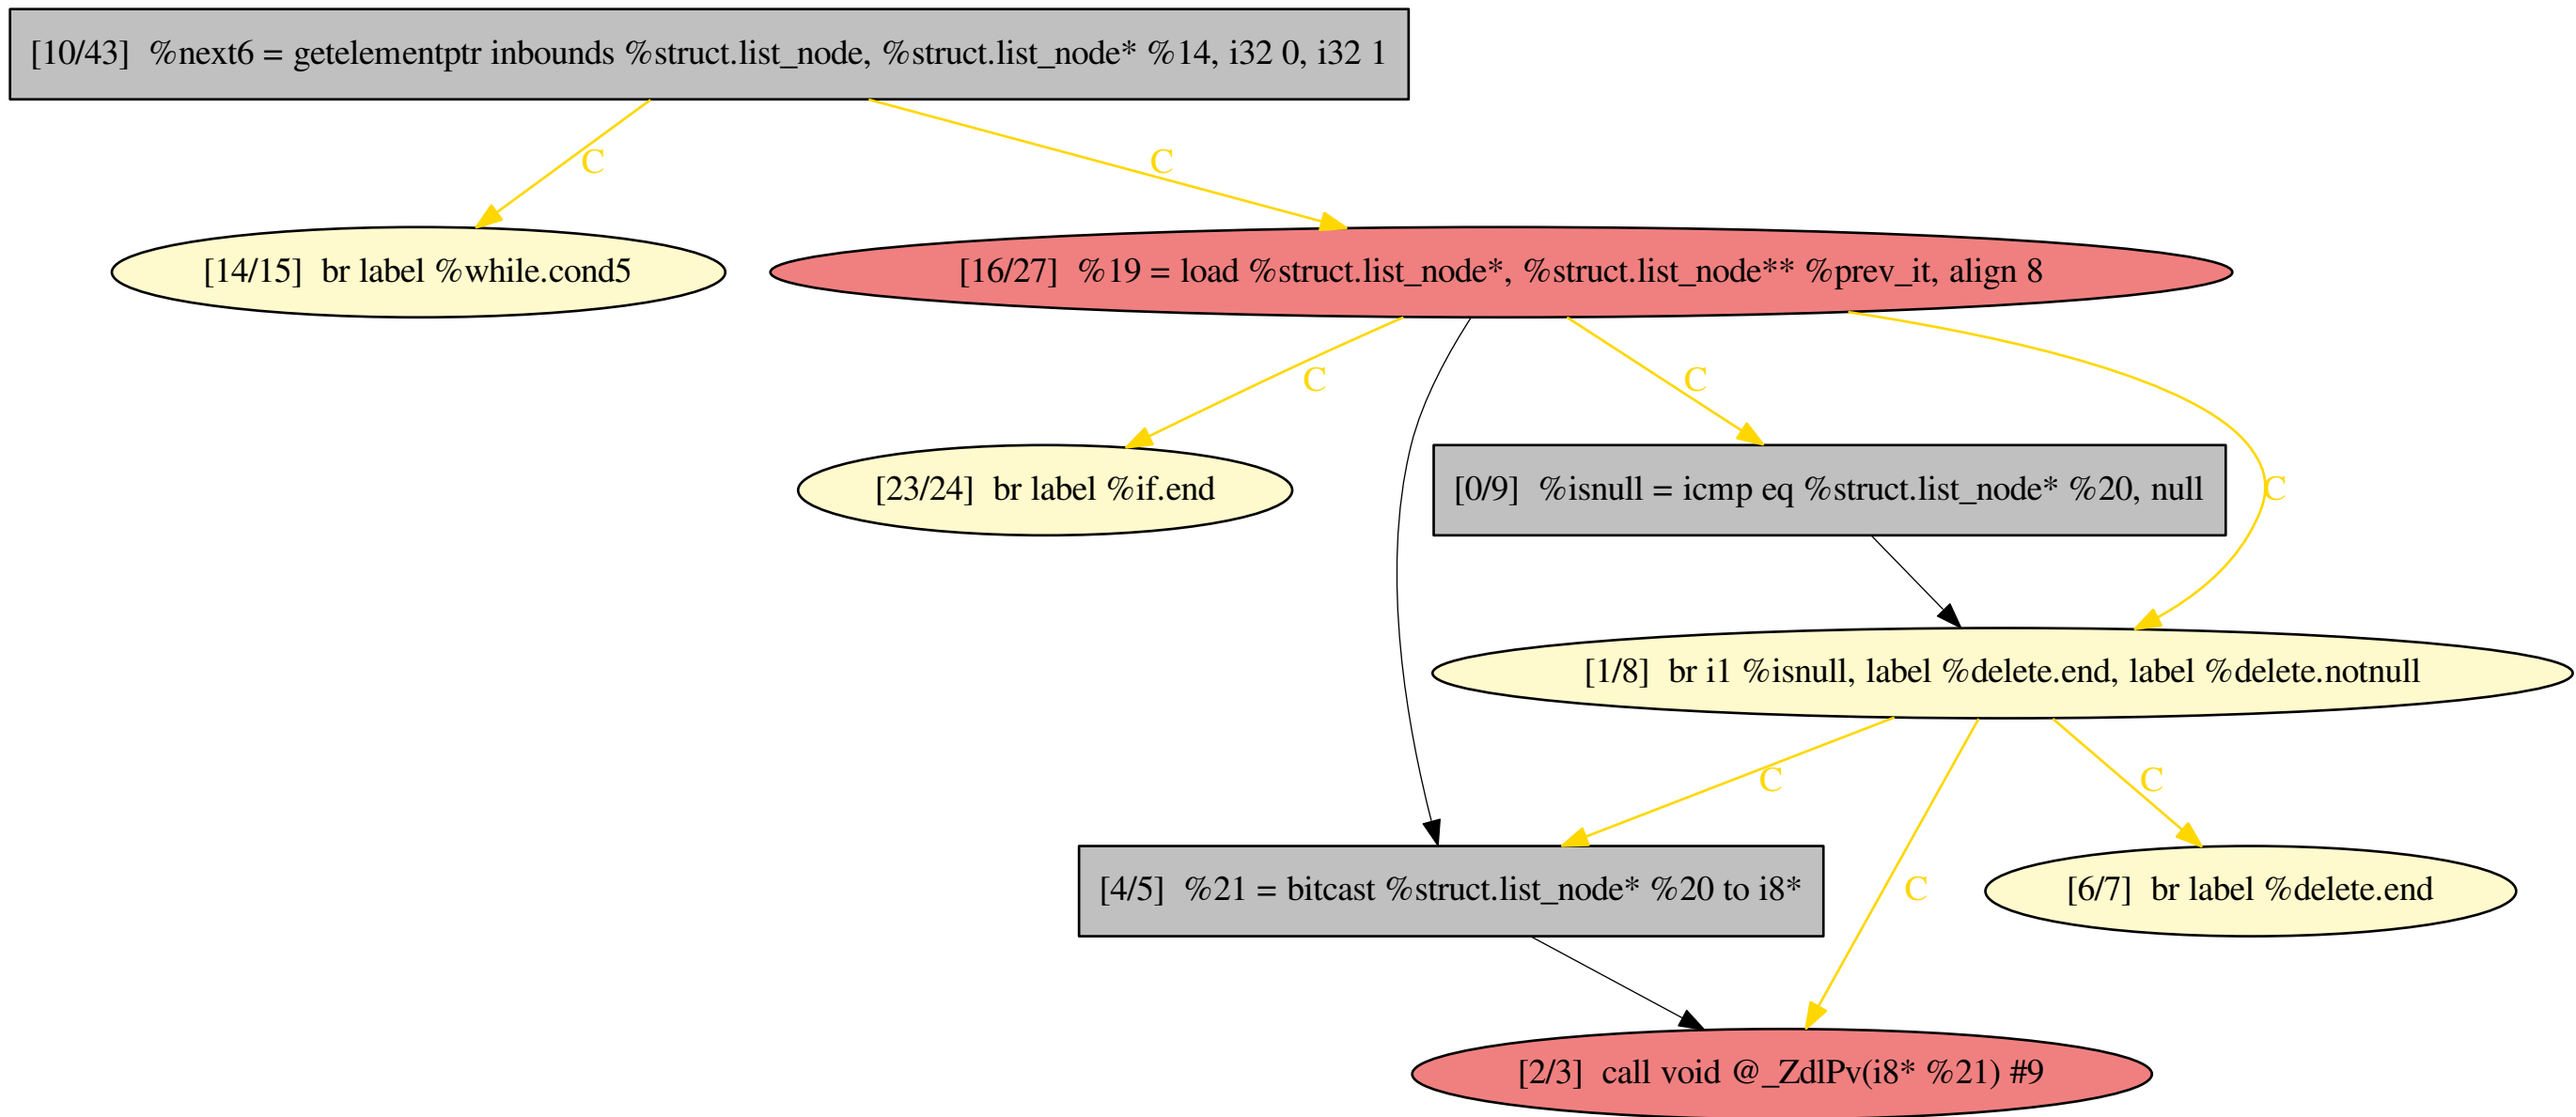 [10/43]  %next6 = getelementptr inbounds %struct.list_node, %struct.list_node* %14, i32 0, i32 1
C
C
[14/15]  br label %while.cond5
[16/27]  %19 = load %struct.list_node*, %struct.list_node** %prev_it, align 8
C
C
[23/24]  br label %if.end
[0/9]  %isnull = icmp eq %struct.list_node* %20, null
C
[1/8]  br i1 %isnull, label %delete.end, label %delete.notnull
C
C
[4/5]  %21 = bitcast %struct.list_node* %20 to i8*
C
[6/7]  br label %delete.end
[2/3]  call void @_ZdlPv(i8* %21) #9